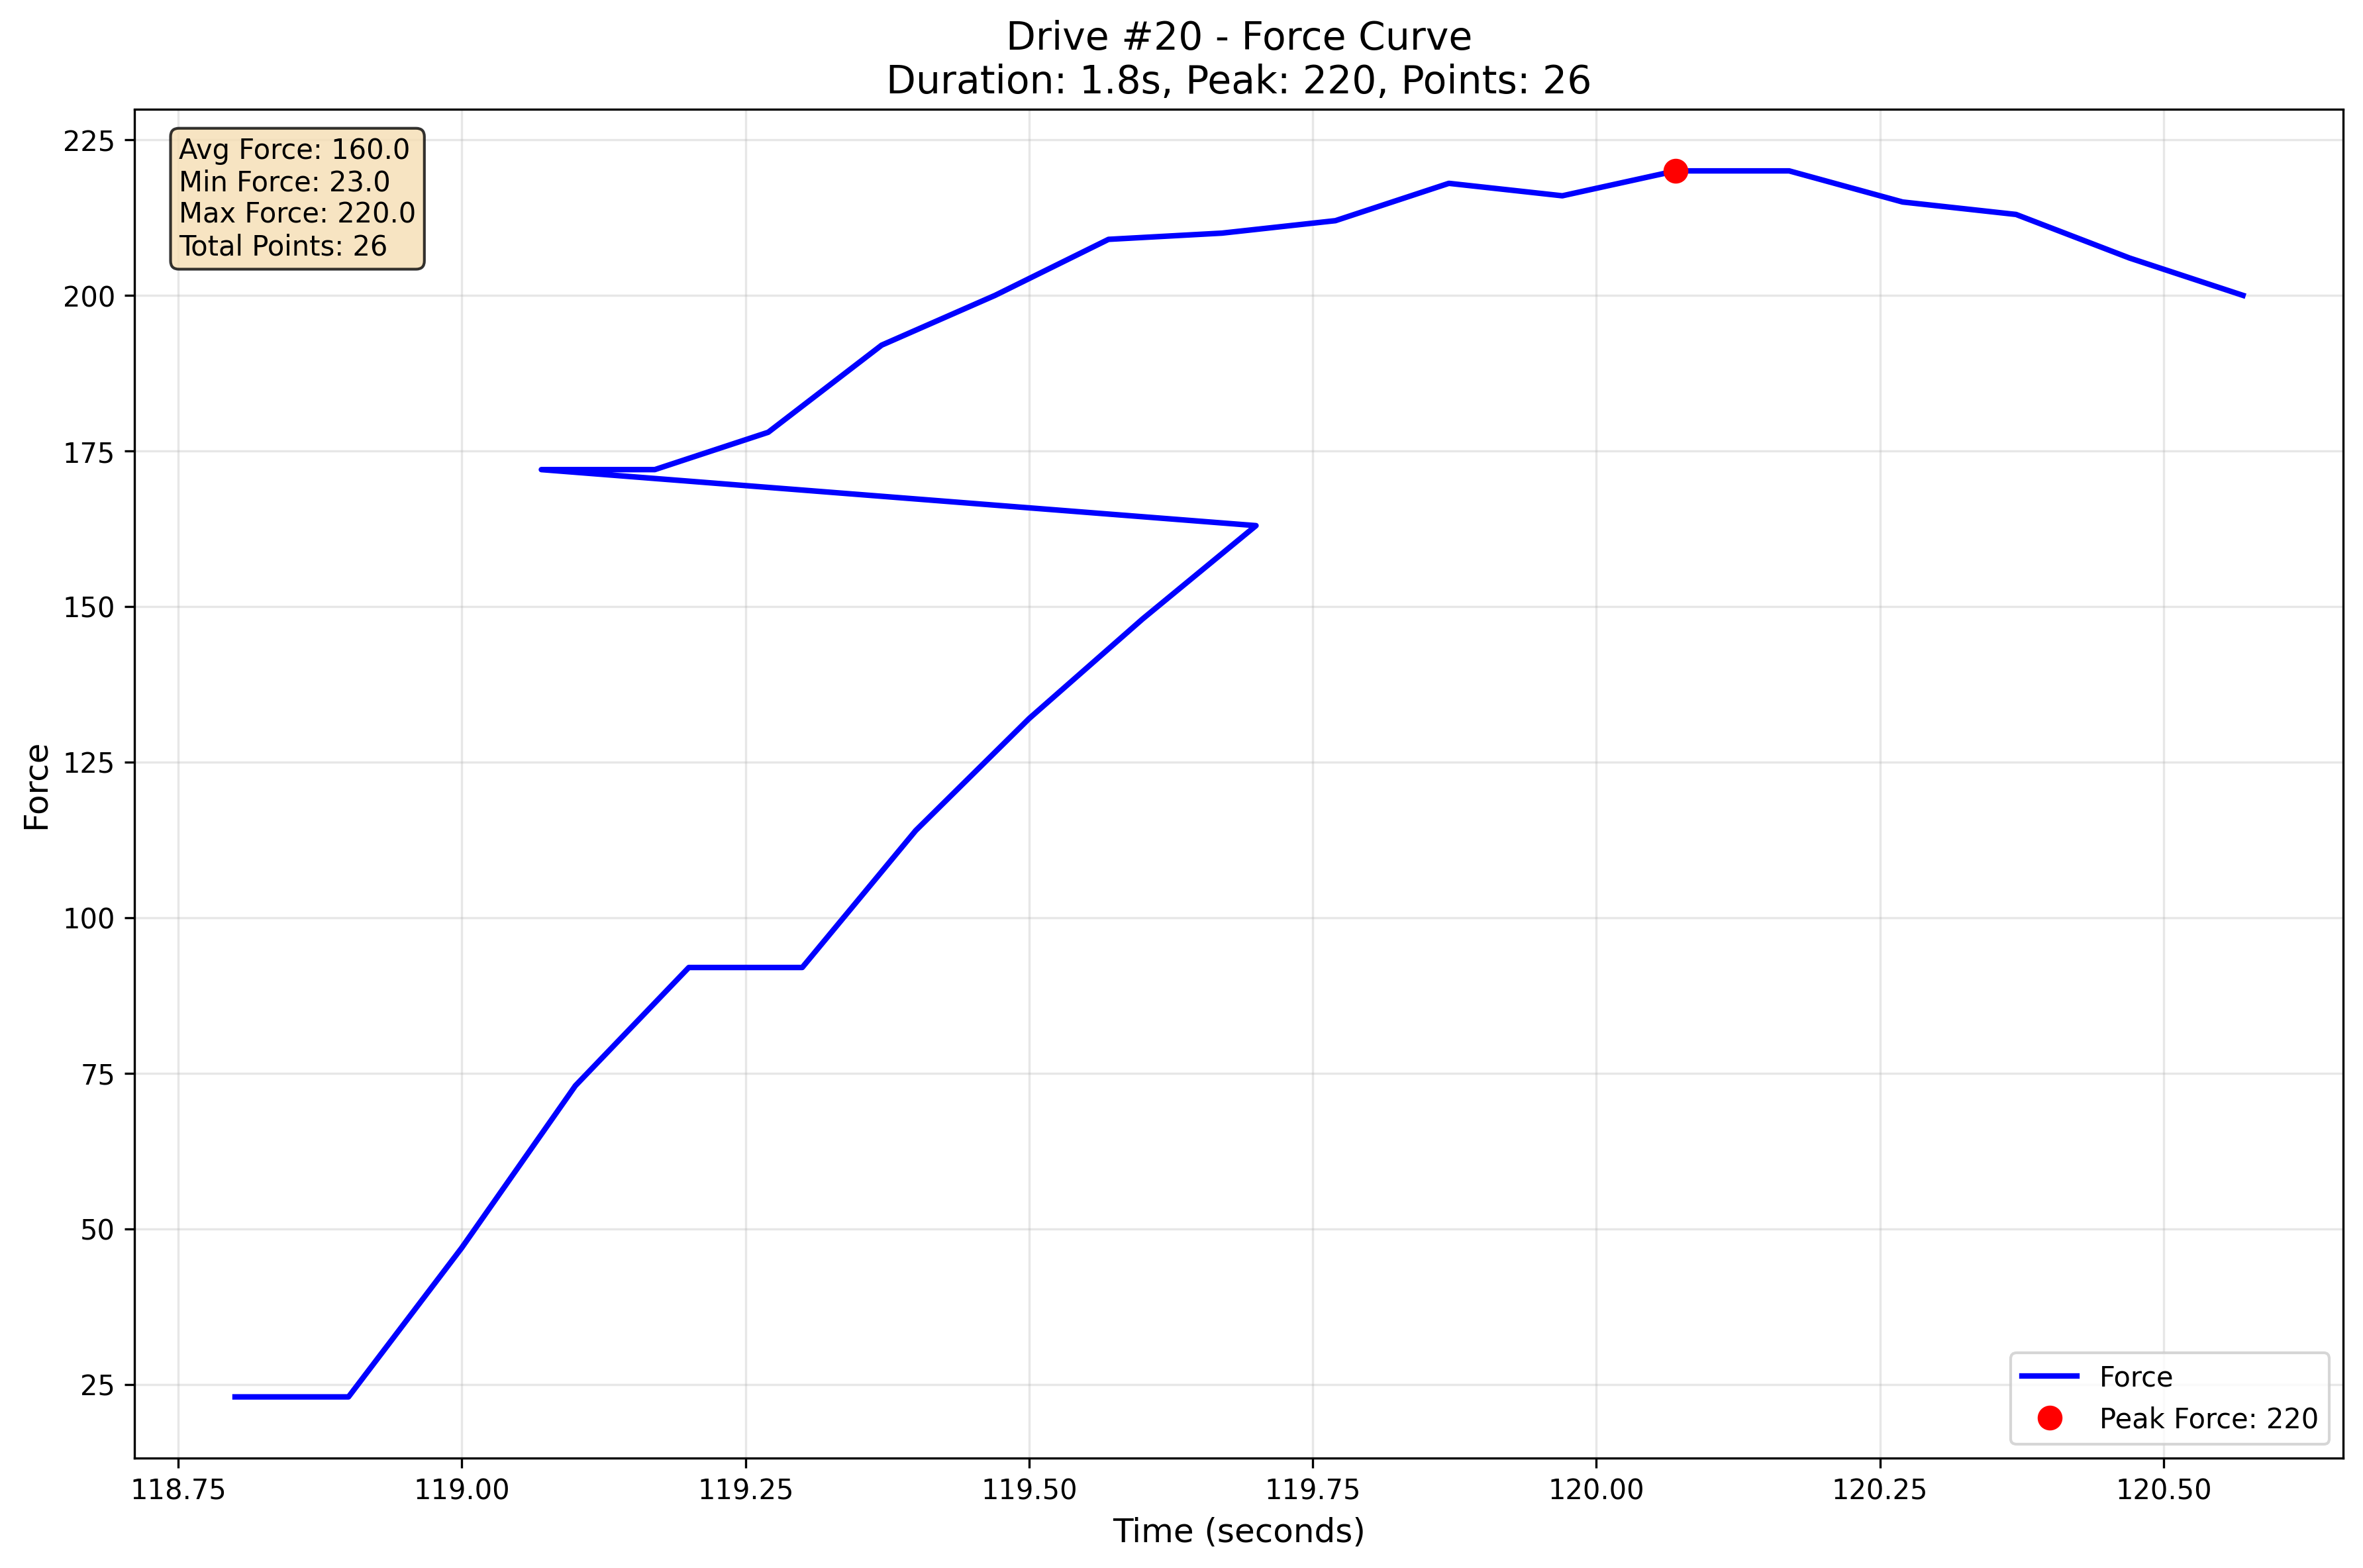 Drive #20 - Force Curve
Duration: 1.8s, Peak: 220, Points: 26
Avg Force: 160.0
Min Force: 23.0
Max Force: 220.0
Total Points: 26
225
200
175
150
125
100
75
50
25
Force
Force
Peak Force: 220
118.75 119.00 119.25 119.50 119.75 120.00 120.25 120.50
Time (seconds)